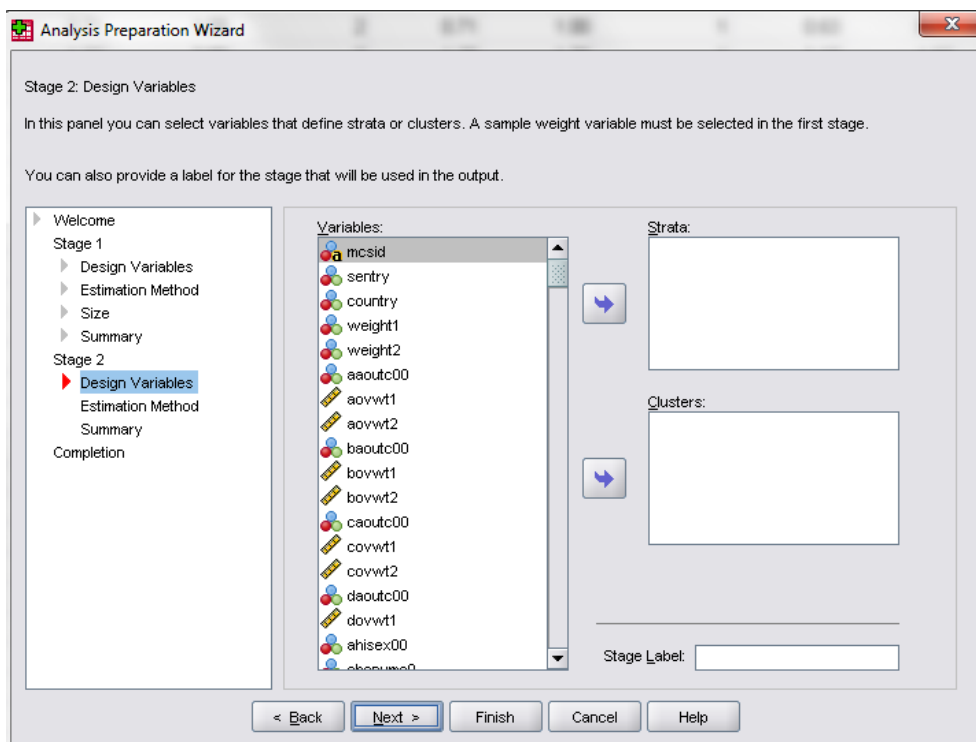 2 0.71 1
Analysis Preparation Wizard
Stage 2: Design Variables
In this panel you can select variables that define strata or clusters. A sample weight variable must be selected in the first stage.
You can also provide a label for the stage that will be used in the output.
Welcome
Stage 1
Design Variables
Estimation Method
Size
Summary
Stage 2
Design Variables
Estimation Method
Summary
Completion
Variables:
mcsid
sentry
country
weight1
weight2
aaoutc00
aovwt1
aovwt2
baoutc00
bovwt1
bovwt2
caoutc00
covwt1
covwt2
daoutc00
dovwt1
ahisex00
Strata:
Clusters:
Stage Label:
< Back Next > Finish Cancel Help